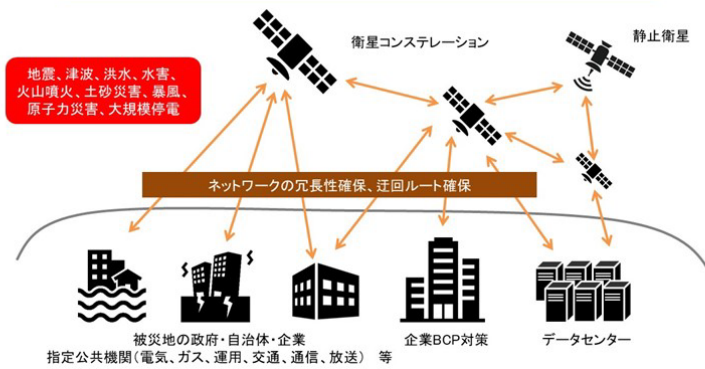 衛星コンステレーション
静止衛星
地震、津波、洪水、水害、
火山噴火、土砂災害、暴風、
原子力災害、大規模停電
ネットワークの冗長性確保、迂回ルート確保
被災地の政府・自治体・企業
指定公共機関(電気、ガス、運用、交通、通信、放送) 等
企業BCP対策
データセンター